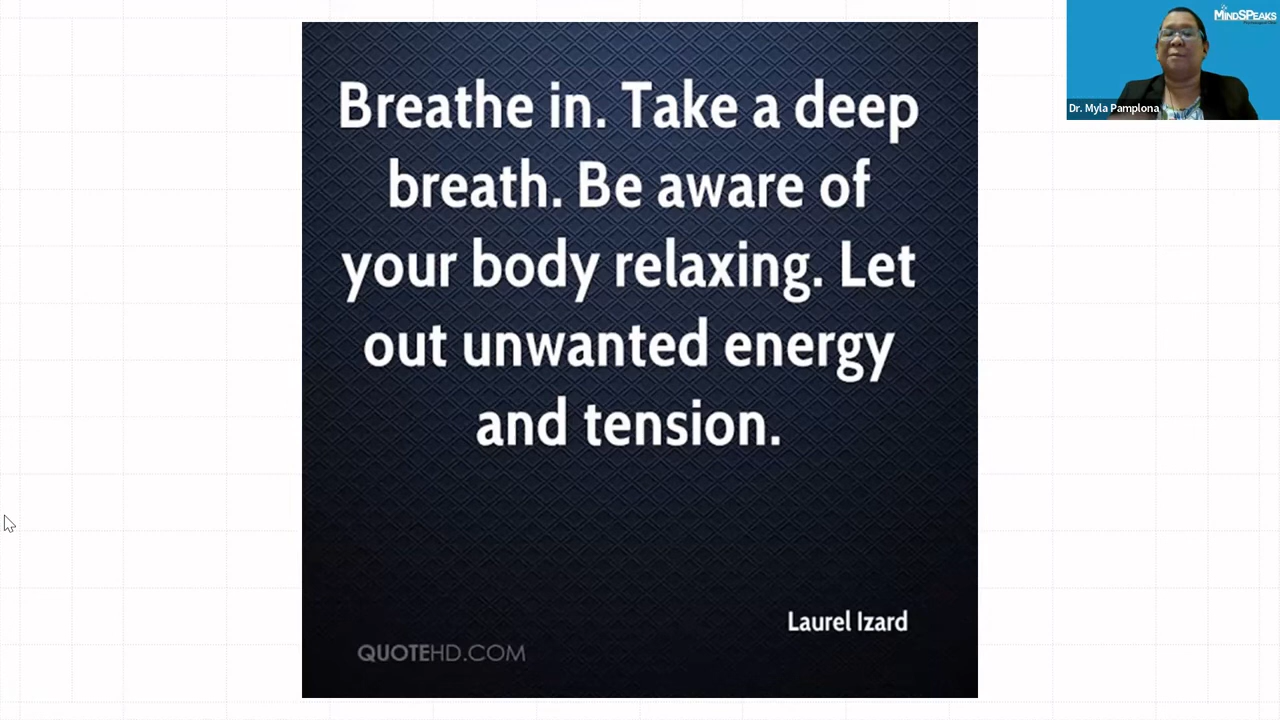 Breathe in. Take a deep
breath. Be aware of
your body relaxing. Let
out unwanted energy
and tension.
Laurel Izard
QUOTEHD.COM
MINDSPEAKS
Dr. Myla Pamplona